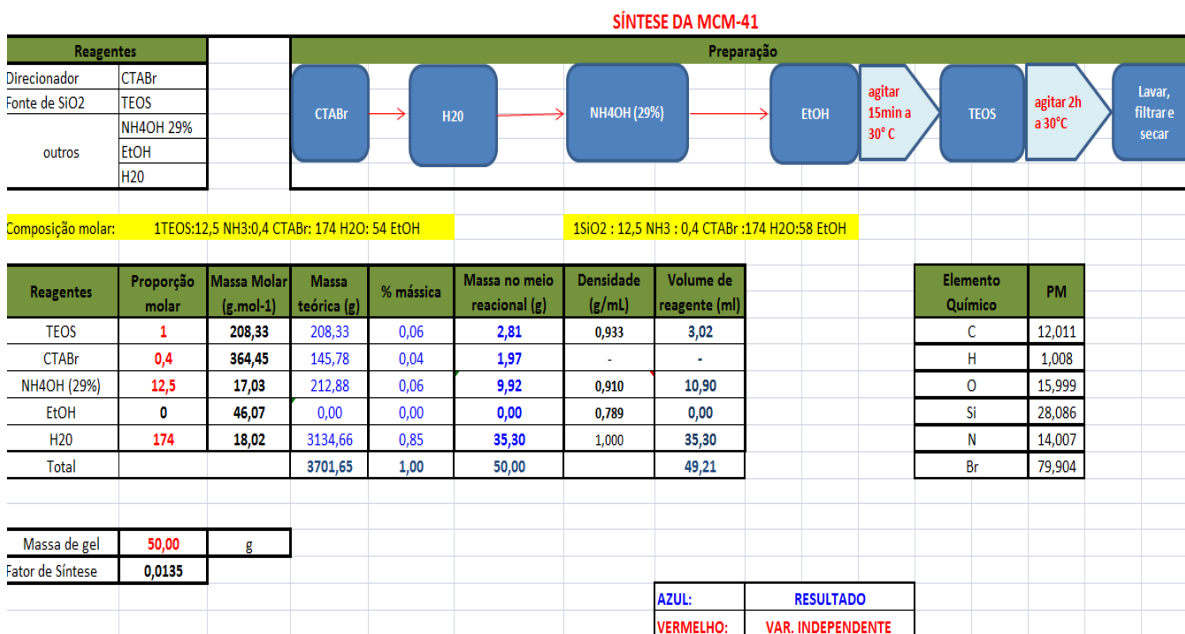 SÍNTESE DA MCM-41
Reagentes
Preparação
Direcionador CTABr
Fonte de SiO2 TEOS
outros NH4OH 29%
EtOH
H20
CTABr
H20
NH4OH (29%)
EtOH
agitar
15min a
30° C
TEOS
agitar 2h
a 30°C
Lavar,
filtrar e
secar
Composição molar: 1TEOS:12,5 NH3:0,4 CTABr: 174 H2O: 54 EtOH 1SiO2 : 12,5 NH3 : 0,4 CTABr :174 H2O:58 EtOH
Reagentes Proporção molar Massa Molar (g.mol-1) Massa teórica (g) % mássica Massa no meio reacional (g) Densidade (g/mL) Volume de reagente (ml)
TEOS 1 208,33 208,33 0,06 2,81 0,933 3,02
CTABr 0,4 364,45 145,78 0,04 1,97 - -
NH4OH (29%) 12,5 17,03 212,88 0,06 9,92 0,910 10,90
EtOH 0 46,07 0,00 0,00 0,00 0,789 0,00
H20 174 18,02 3134,66 0,85 35,30 1,000 35,30
Total 3701,65 1,00 50,00 49,21
Elemento Químico PM
C 12,011
H 1,008
O 15,999
Si 28,086
N 14,007
Br 79,904
Massa de gel 50,00 g
Fator de Síntese 0,0135
AZUL: RESULTADO
VERMELHO: VAR. INDEPENDENTE